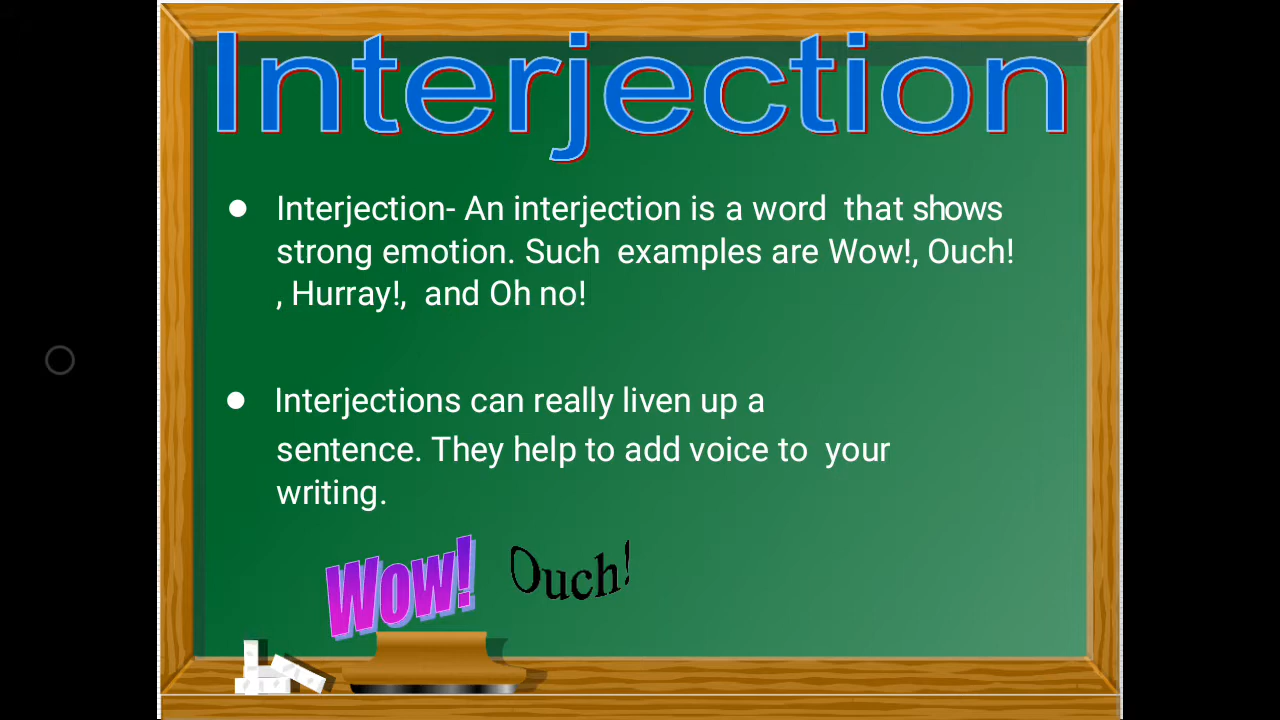 Interjection
● Interjection- An interjection is a word that shows
strong emotion. Such examples are Wow!, Ouch!
, Hurray!, and Oh no!
● Interjections can really liven up a
sentence. They help to add voice to your
writing.
Wow! Ouch!